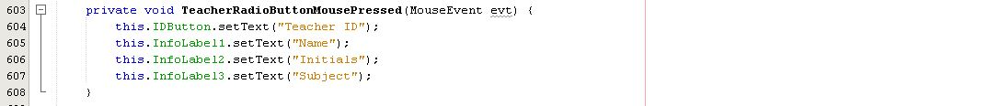 603 private void TeacherRadioButtonMousePressed(MouseEvent evt) {
604 this.IDButton.setText("Teacher ID");
605 this.InfoLabel1.setText("Name");
606 this.InfoLabel2.setText("Initials");
607 this.InfoLabel3.setText("Subject");
608 }